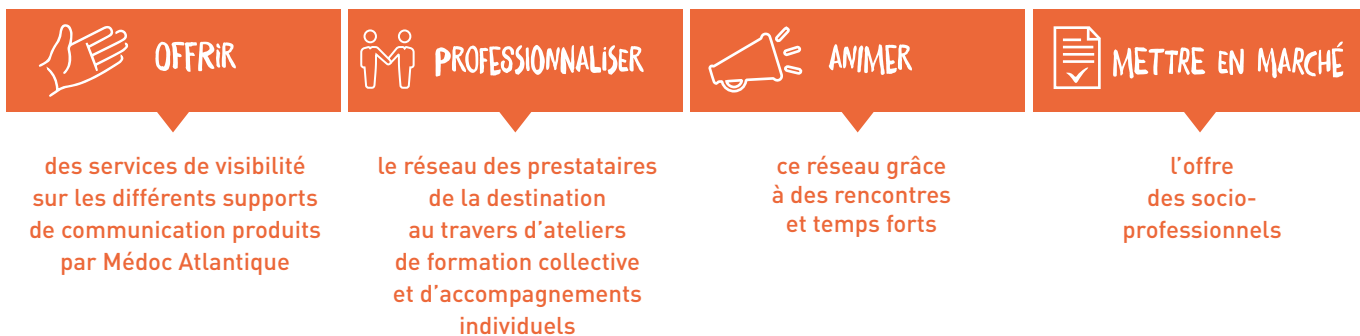 OFFRIR
des services de visibilité
sur les différents supports
de communication produits
par Médoc Atlantique
PROFESSIONNALISER
le réseau des prestataires
de la destination
au travers d'ateliers
de formation collective
et d'accompagnements
individuels
ANIMER
ce réseau grâce
à des rencontres
et temps forts
METTRE EN MARCHÉ
l'offre
des socio-
professionnels